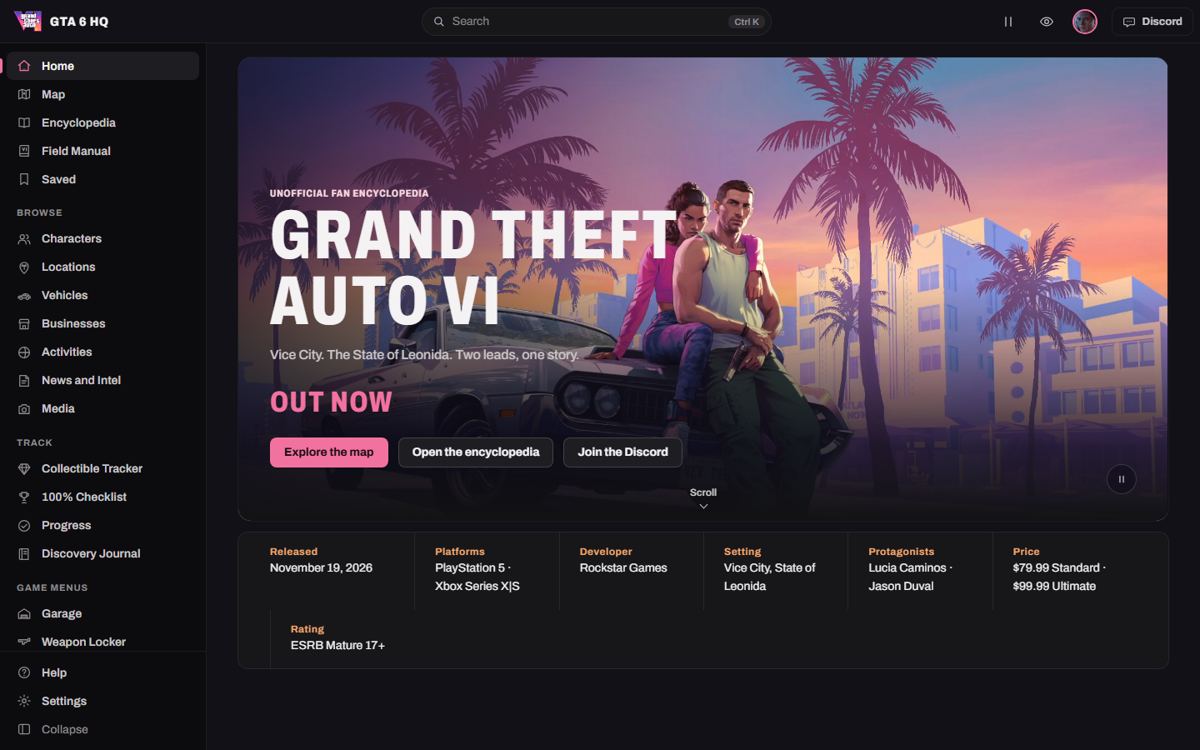 GTA 6 HQ
Search
Ctrl K
Discord
Home
Map
Encyclopedia
Field Manual
Saved
BROWSE
Characters
Locations
Vehicles
Businesses
Activities
News and Intel
Media
TRACK
Collectible Tracker
100% Checklist
Progress
Discovery Journal
GAME MENUS
Garage
Weapon Locker
Help
Settings
Collapse
UNOFFICIAL FAN ENCYCLOPEDIA
GRAND THEFT
AUTO VI
Vice City. The State of Leonida. Two leads, one story.
OUT NOW
Explore the map
Open the encyclopedia
Join the Discord
Scroll
Released
November 19, 2026
Platforms
PlayStation 5 ·
Xbox Series X|S
Developer
Rockstar Games
Setting
Vice City, State of
Leonida
Protagonists
Lucia Caminos ·
Jason Duval
Price
$79.99 Standard ·
$99.99 Ultimate
Rating
ESRB Mature 17+